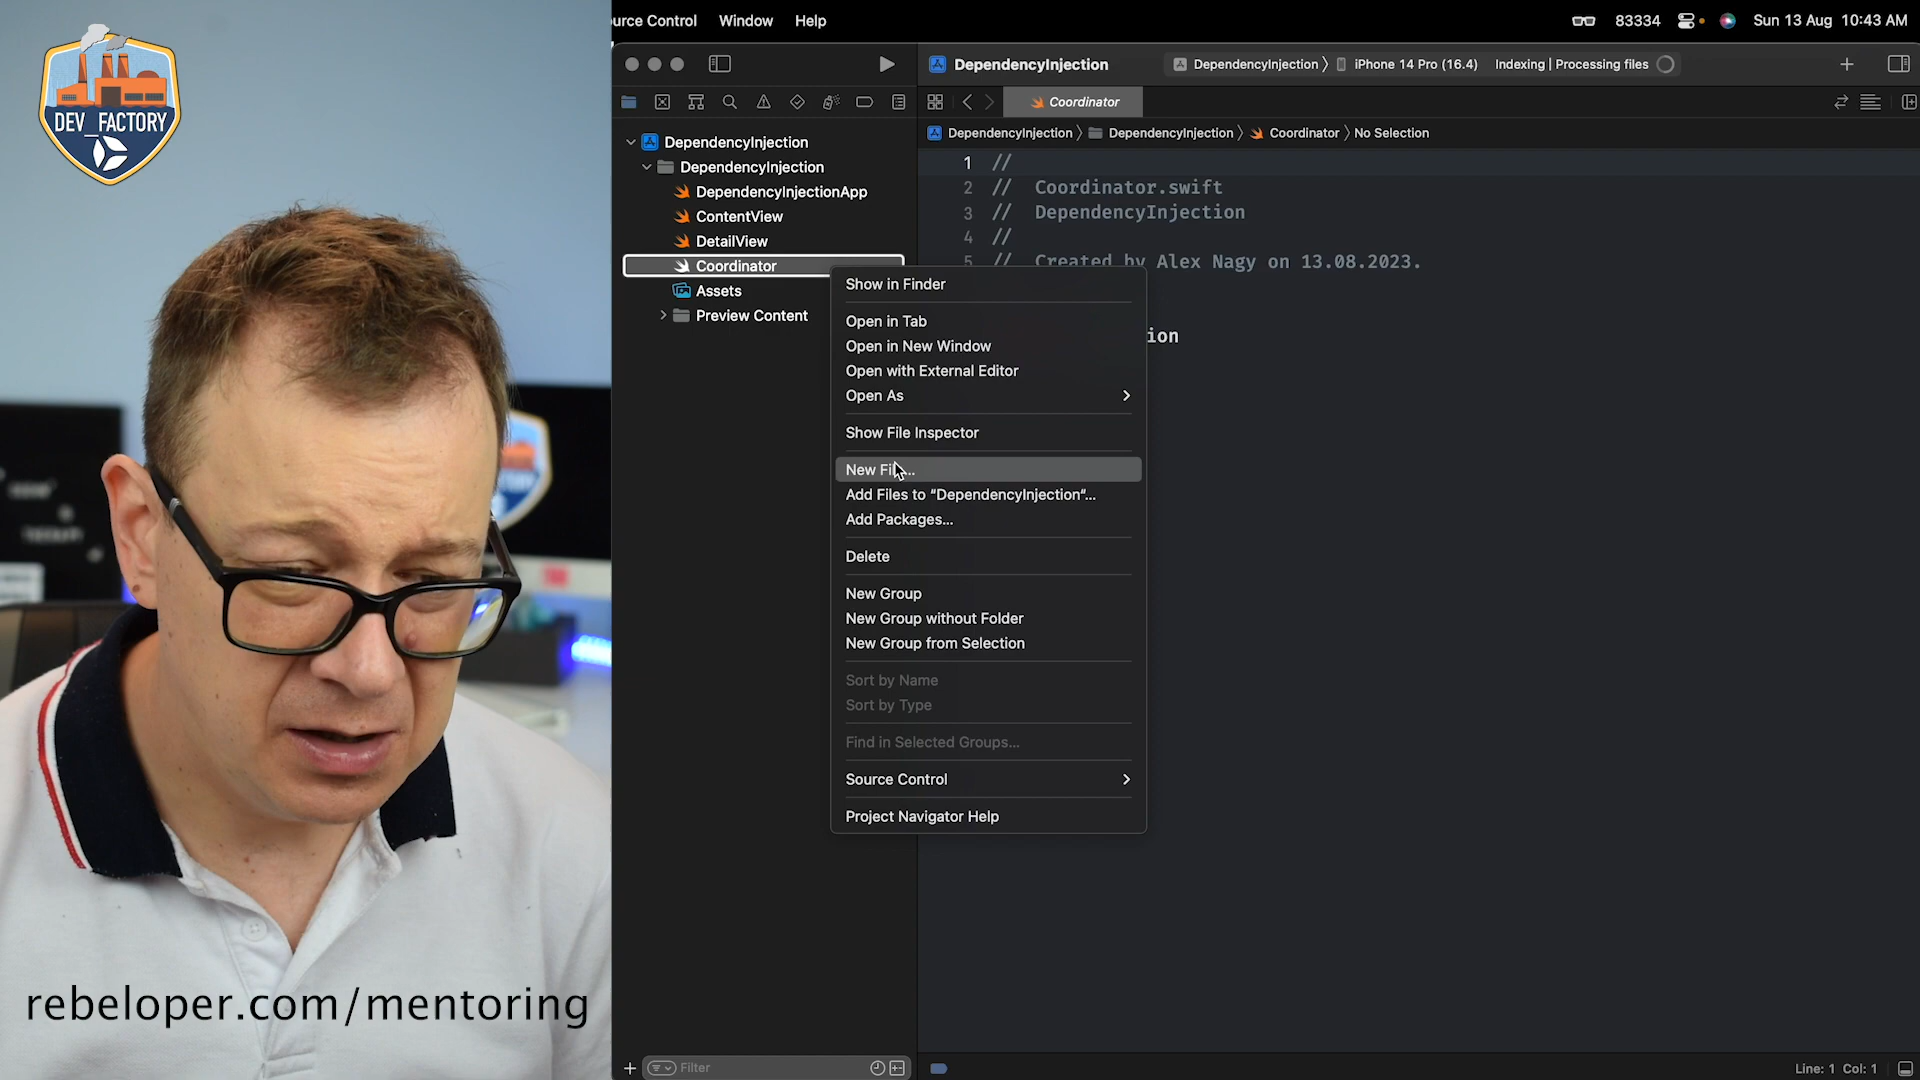 urce Control Window Help
83334 Sun 13 Aug 10:43 AM
DEV_FACTORY
DependencyInjection
DependencyInjection 〉 iPhone 14 Pro (16.4) Indexing | Processing files
Coordinator
DependencyInjection 〉 DependencyInjection 〉 Coordinator 〉 No Selection
DependencyInjection
DependencyInjection
DependencyInjectionApp
ContentView
DetailView
Coordinator
Assets
Preview Content
1 //
2 // Coordinator.swift
3 // DependencyInjection
4 //
5 // Created by Alex Nagy on 13.08.2023.
ion
Show in Finder
Open in Tab
Open in New Window
Open with External Editor
Open As
Show File Inspector
New Fi...
Add Files to “DependencyInjection”...
Add Packages...
Delete
New Group
New Group without Folder
New Group from Selection
Sort by Name
Sort by Type
Find in Selected Groups...
Source Control
Project Navigator Help
rebeloper.com/mentoring
Filter
Line: 1 Col: 1